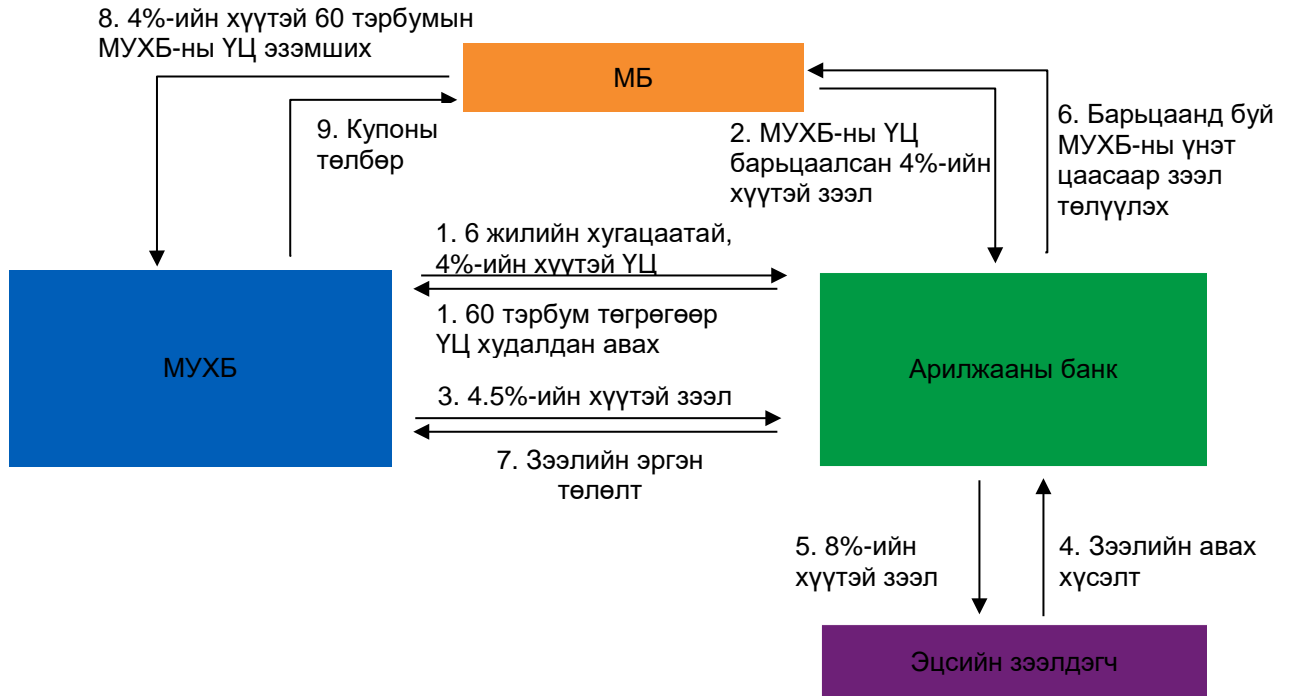 8. 4%-ийн хүүтэй 60 тэрбумын
МУХБ-ны ҮЦ эзэмших
МБ
9. Купоны
төлбөр
2. МУХБ-ны ҮЦ
барьцаалсан 4%-ийн
хүүтэй зээл
6. Барьцаанд буй
МУХБ-ны үнэт
цаасаар зээл
төлүүлэх
1. 6 жилийн хугацаатай,
4%-ийн хүүтэй ҮЦ
1. 60 тэрбум төгрөгөөр
ҮЦ худалдан авах
МУХБ
Арилжааны банк
3. 4.5%-ийн хүүтэй зээл
7. Зээлийн эргэн
төлөлт
5. 8%-ийн
хүүтэй зээл
4. Зээлийн авах
хүсэлт
Эцсийн зээлдэгч